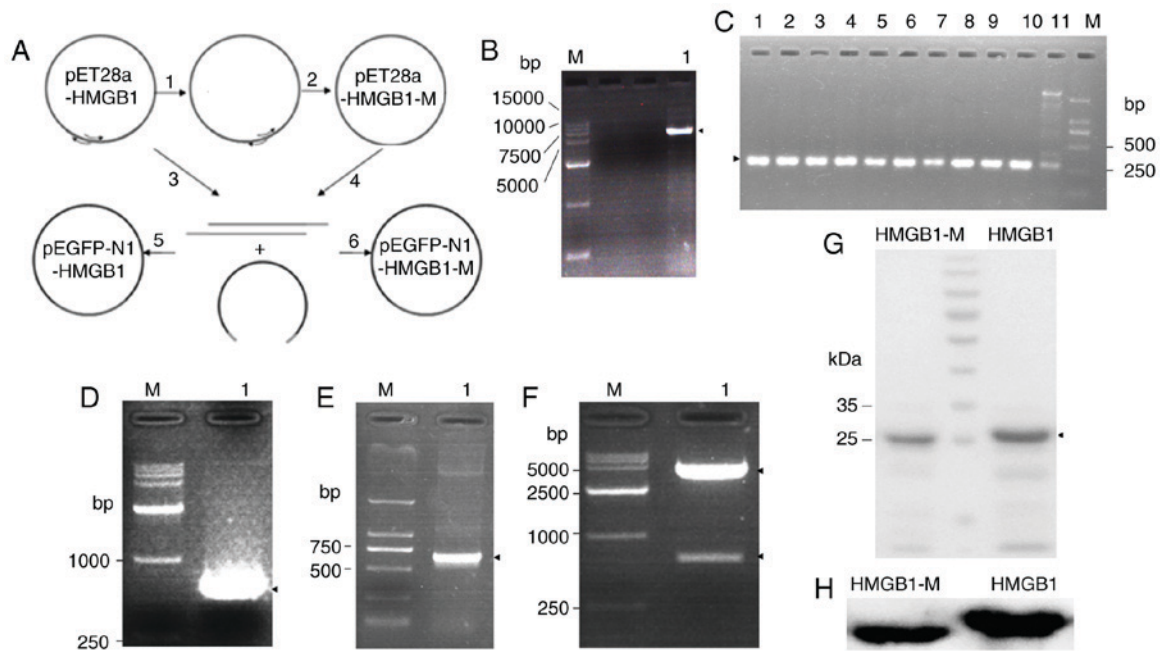 A
pET28a
-HMGB1
1
2
pET28a
-HMGB1-M
3
4
pEGFP-N1
-HMGB1
5
+
6
pEGFP-N1
-HMGB1-M
B
bp
M
1
15000
10000
7500
5000
C
1 2 3 4 5 6 7 8 9 10 11 M
bp
500
250
D
M 1
bp
1000
250
E
M 1
bp
750
500
F
M 1
bp
5000
2500
1000
250
G
HMGB1-M HMGB1
kDa
35
25
H
HMGB1-M HMGB1